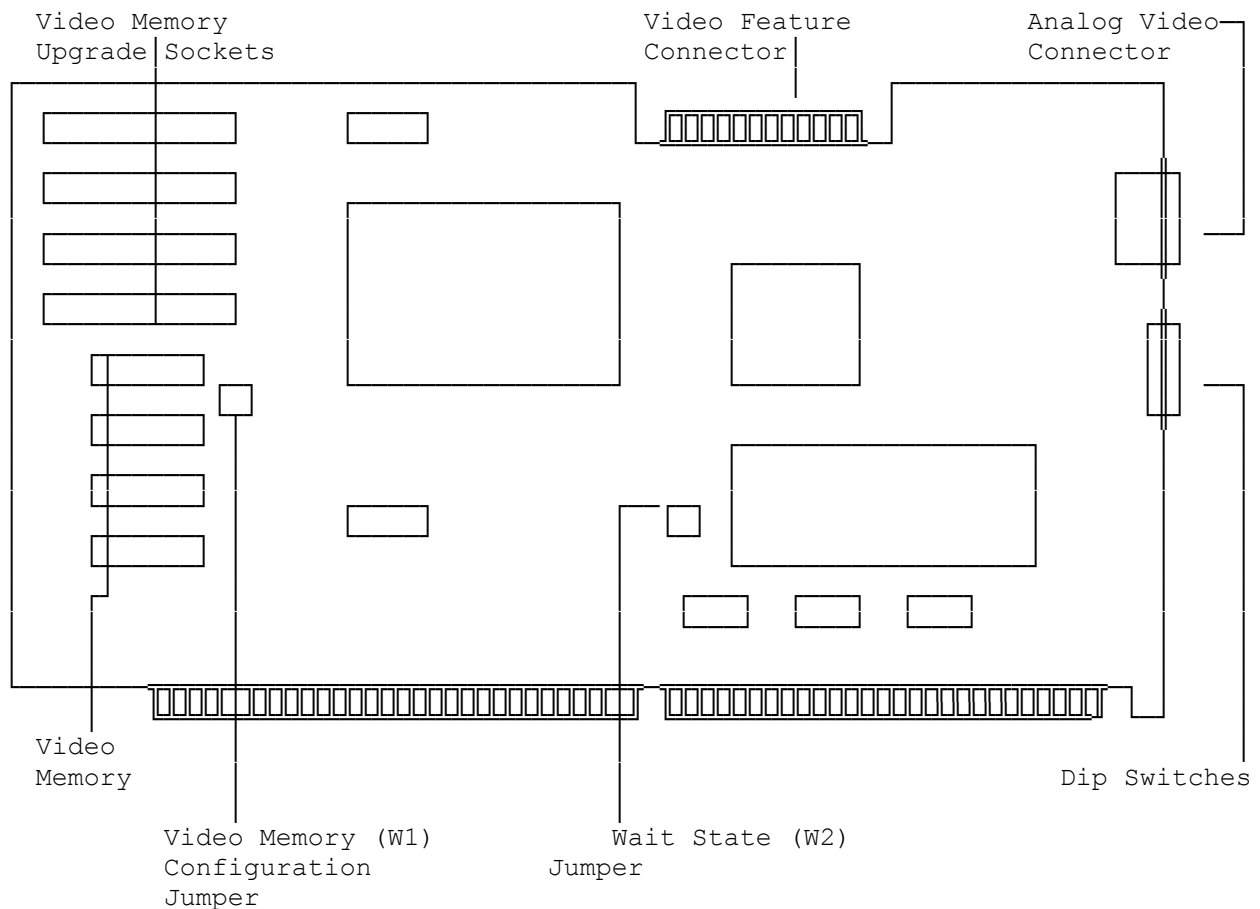 Video Memory
Upgrade Sockets
Video Feature
Connector
Analog Video
Connector
Video
Memory
Dip Switches
Video Memory (W1)
Configuration
Jumper
Wait State (W2)
Jumper